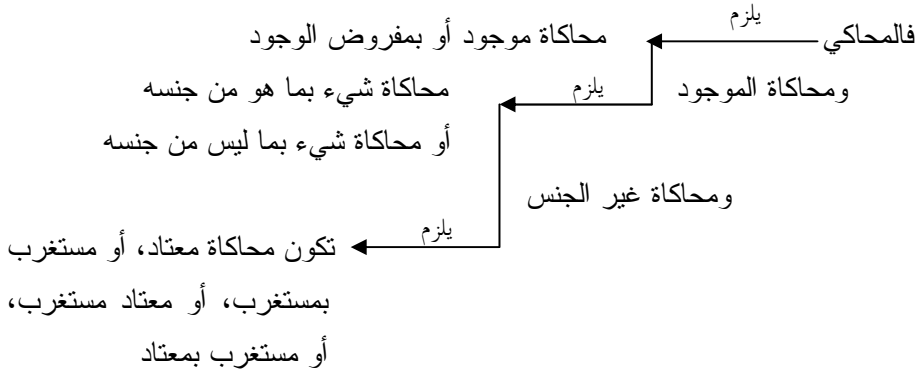 فالمحاكي يلزم محاكاة موجود أو بمفروض الوجود
ومحاكاة الموجود يلزم محاكاة شيء بما هو من جنسه
أو محاكاة شيء بما ليس من جنسه
ومحاكاة غير الجنس
يلزم تكون محاكاة معتاد، أو مستغرب
بمستغرب، أو معتاد مستغرب،
أو مستغرب بمعتاد